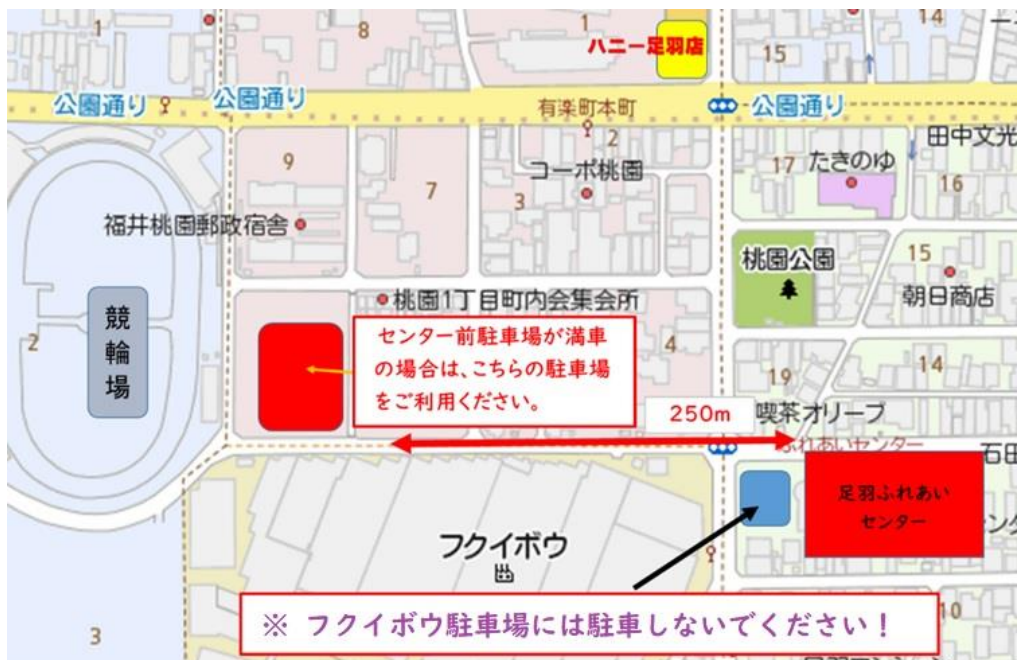 1
8
1
ハニー足羽店
15
14
公園通り
公園通り
有楽町本町
公園通り
9
7
2
コーポ桃園
3
17
たきのゆ
田中文光
16
福井桃園郵政宿舎
桃園公園
15
朝日商店
2
競輪場
桃園1丁目町内会集会所
センター前駐車場が満車
の場合は、こちらの駐車場
をご利用ください。
4
19
14
250m
喫茶オリーブ
ふれあいセンター
石田
足羽ふれあい
センター
フクイボウ
※ フクイボウ駐車場には駐車しないでください！
10
3